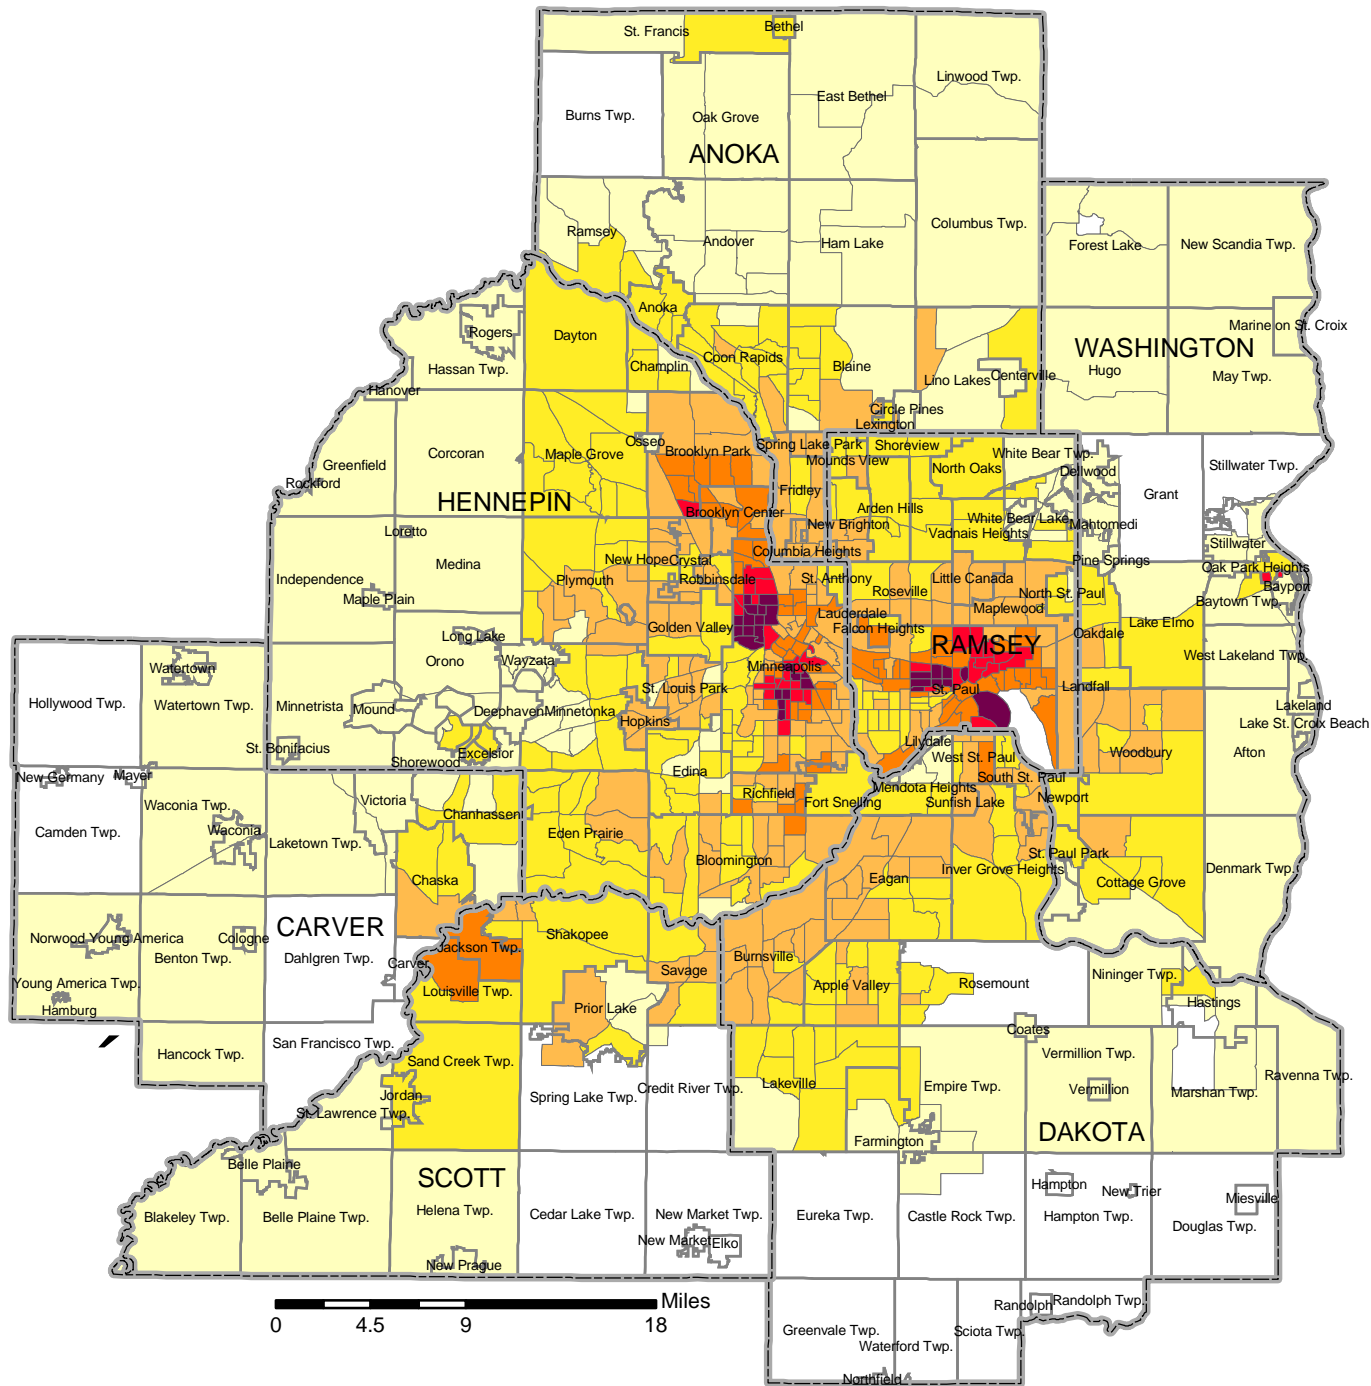 St. Francis
Bethel
Linwood Twp.
East Bethel
Burns Twp.
Oak Grove
ANOKA
Columbus Twp.
Ramsey
Andover
Ham Lake
Forest Lake
New Scandia Twp.
Anoka
Rogers
Dayton
Marine on St. Croix
WASHINGTON
Hassan Twp.
Champlin
Coon Rapids
Blaine
Lino Lakes
Centerville
Hugo
May Twp.
Hanover
Circle Pines
Lexington
Osseo
Spring Lake Park
Shoreview
Corcoran
Maple Grove
Brooklyn Park
Mounds View
White Bear Twp.
Greenfield
North Oaks
Dellwood
Stillwater Twp.
Rockford
Fridley
Grant
HENNEPIN
Brooklyn Center
Arden Hills
New Brighton
White Bear Lake
Mahtomedi
Loretto
Vadnais Heights
Stillwater
Columbia Heights
Medina
New Hope
Crystal
Pine Springs
Oak Park Heights
Independence
Plymouth
Robbinsdale
St. Anthony
Little Canada
Bayport
Maple Plain
Roseville
North St. Paul
Baytown Twp.
Maplewood
Lauderdale
Lake Elmo
Golden Valley
Falcon Heights
Oakdale
Long Lake
RAMSEY
Orono
Wayzata
Minneapolis
West Lakeland Twp.
Watertown
St. Louis Park
St. Paul
Landfall
Hollywood Twp.
Watertown Twp.
Minnetrista
Mound
Deephaven
Minnetonka
Lakeland
Hopkins
Lake St. Croix Beach
St. Bonifacius
Excelsior
Lilydale
Woodbury
Afton
Shorewood
West St. Paul
New Germany
Mayer
Edina
South St. Paul
Mendota Heights
Richfield
Newport
Waconia Twp.
Victoria
Chanhassen
Fort Snelling
Sunfish Lake
Camden Twp.
Waconia
Laketown Twp.
Eden Prairie
Bloomington
St. Paul Park
Chaska
Eagan
Inver Grove Heights
Cottage Grove
Denmark Twp.
CARVER
Norwood Young America
Cologne
Shakopee
Benton Twp.
Dahlgren Twp.
Jackson Twp.
Burnsville
Carver
Savage
Nininger Twp.
Young America Twp.
Louisville Twp.
Apple Valley
Rosemount
Hamburg
Prior Lake
Hastings
Coates
San Francisco Twp.
Hancock Twp.
Sand Creek Twp.
Vermillion Twp.
Ravenna Twp.
Lakeville
Empire Twp.
Credit River Twp.
Vermillion
Marshan Twp.
Jordan
Spring Lake Twp.
St. Lawrence Twp.
DAKOTA
Farmington
Belle Plaine
SCOTT
Hampton
New Trier
Miesville
Helena Twp.
Blakeley Twp.
Belle Plaine Twp.
Cedar Lake Twp.
New Market Twp.
Eureka Twp.
Castle Rock Twp.
Hampton Twp.
Douglas Twp.
New Market
Elko
New Prague
Miles
0 4.5 9 18
Randolph
Randolph Twp.
Greenvale Twp.
Sciota Twp.
Waterford Twp.
Northfield